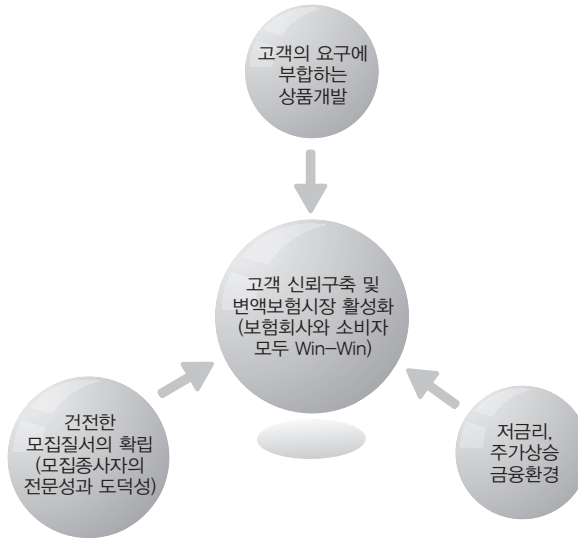 고객의 요구에
부합하는
상품개발
고객 신뢰구축 및
변액보험시장 활성화
(보험회사와 소비자
모두 Win-Win)
건전한
모집질서의 확립
(모집종사자의
전문성과 도덕성)
저금리,
주가상승
금융환경